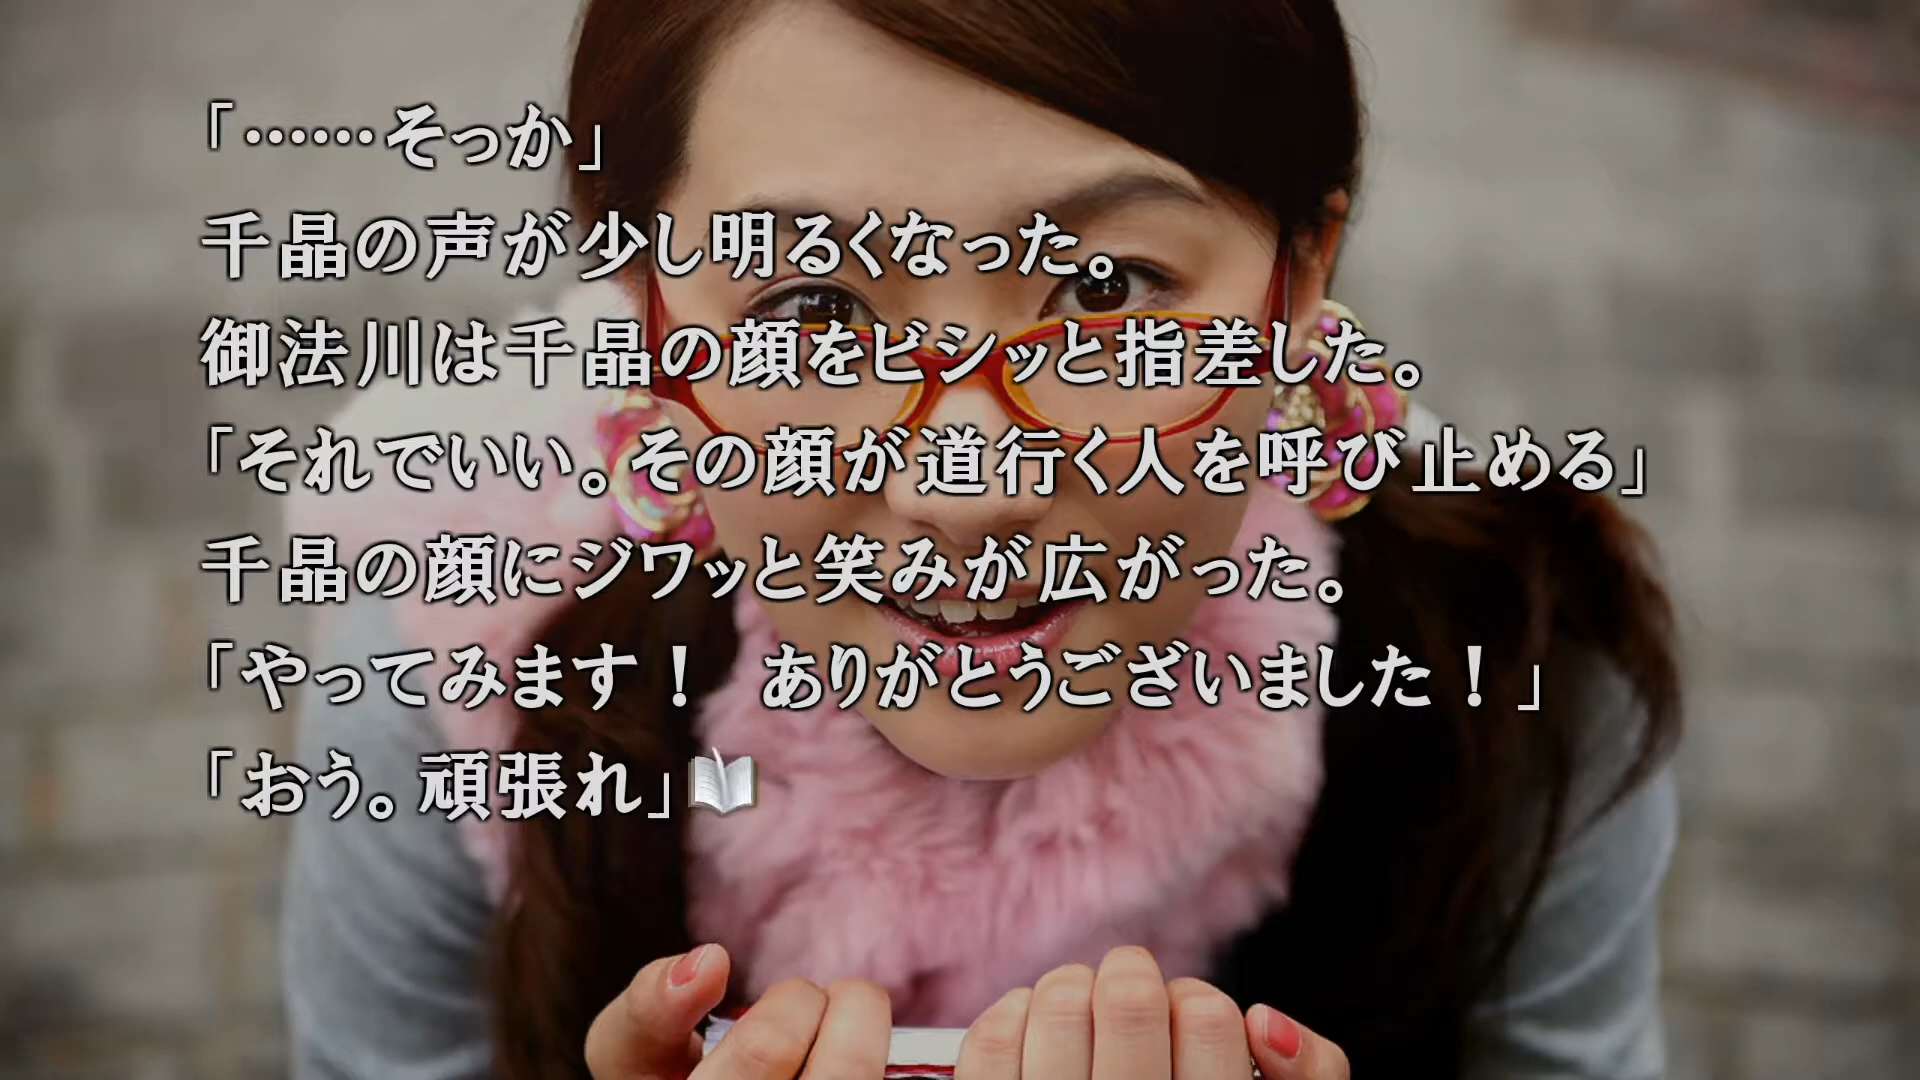 「……そっか」
千晶の声が少し明るくなった。
御法川は千晶の顔をビシッと指差した。
「それでいい。その顔が道行く人を呼び止める」
千晶の顔にジワッと笑みが広がった。
「やってみます！　ありがとうございました！」
「おう。頑張れ」